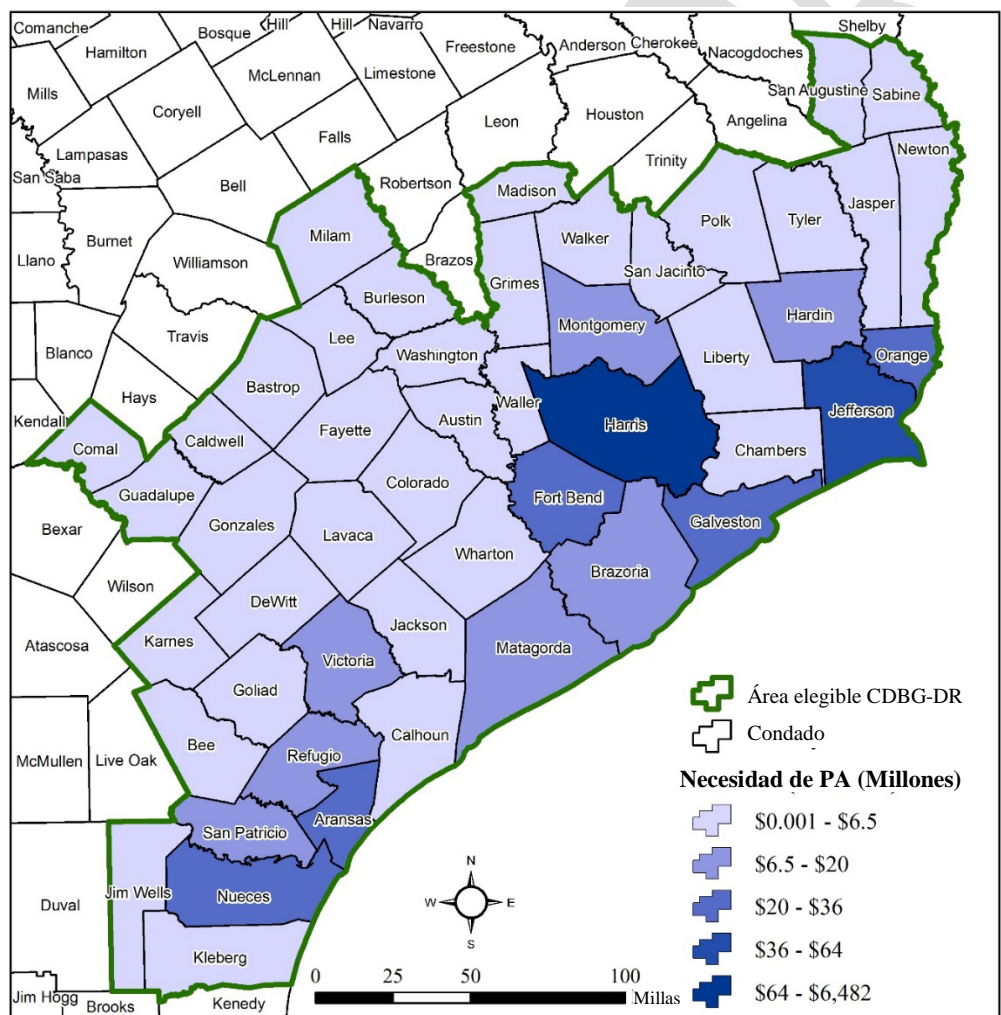 Comanche
Hill
Hill
Navarro
Shelby
Hamilton
Bosque
Freestone
Anderson
Cherokee
Nacogdoches
McLennan
Limestone
San Augustine
Sabine
Mills
Coryell
Leon
Houston
Angelina
Falls
Lampasas
Trinity
Newton
San Saba
Bell
Robertson
Madison
Jasper
Burnet
Milam
Walker
Polk
Tyler
Llano
Williamson
Brazos
San Jacinto
Grimes
Burleson
Montgomery
Hardin
Travis
Lee
Washington
Liberty
Orange
Blanco
Bastrop
Waller
Jefferson
Hays
Austin
Harris
Kendall
Fayette
Caldwell
Chambers
Comal
Colorado
Guadalupe
Fort Bend
Galveston
Bexar
Gonzales
Lavaca
Wharton
Brazoria
Wilson
DeWitt
Atascosa
Karnes
Jackson
Matagorda
Victoria
Goliad
Calhoun
Bee
McMullen
Live Oak
Refugio
Aransas
San Patricio
Duval
Jim Wells
Nueces
Kleberg
Jim Hogg
Brooks
Kenedy
N
W E
S
0 25 50 100
Millas
Área elegible CDBG-DR
Condado
Necesidad de PA (Millones)
$0.001 - $6.5
$6.5 - $20
$20 - $36
$36 - $64
$64 - $6,482